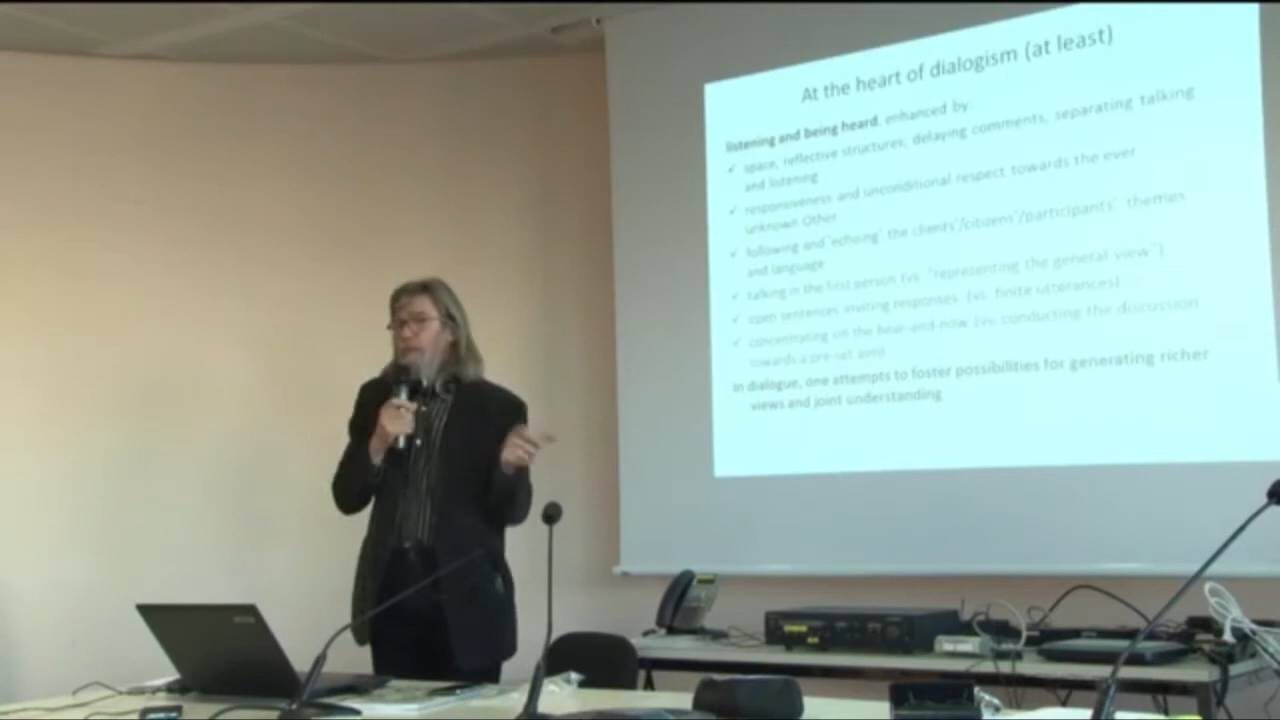 At the heart of dialogism (at least)
listening and being heard, enhanced by:
✓ space, reflective structures; delaying comments, separating talking
and listening
✓ responsiveness and unconditional respect towards the ever
unknown Other
✓ following and 'echoing' the clients'/citizens'/participants' themes
and language
✓ talking in the first person (vs. "representing the general view")
✓ open sentences inviting responses (vs. finite utterances)
✓ concentrating on the hear-and-now (vs. conducting the discussion
towards a pre-set aim)
In dialogue, one attempts to foster possibilities for generating richer
views and joint understanding